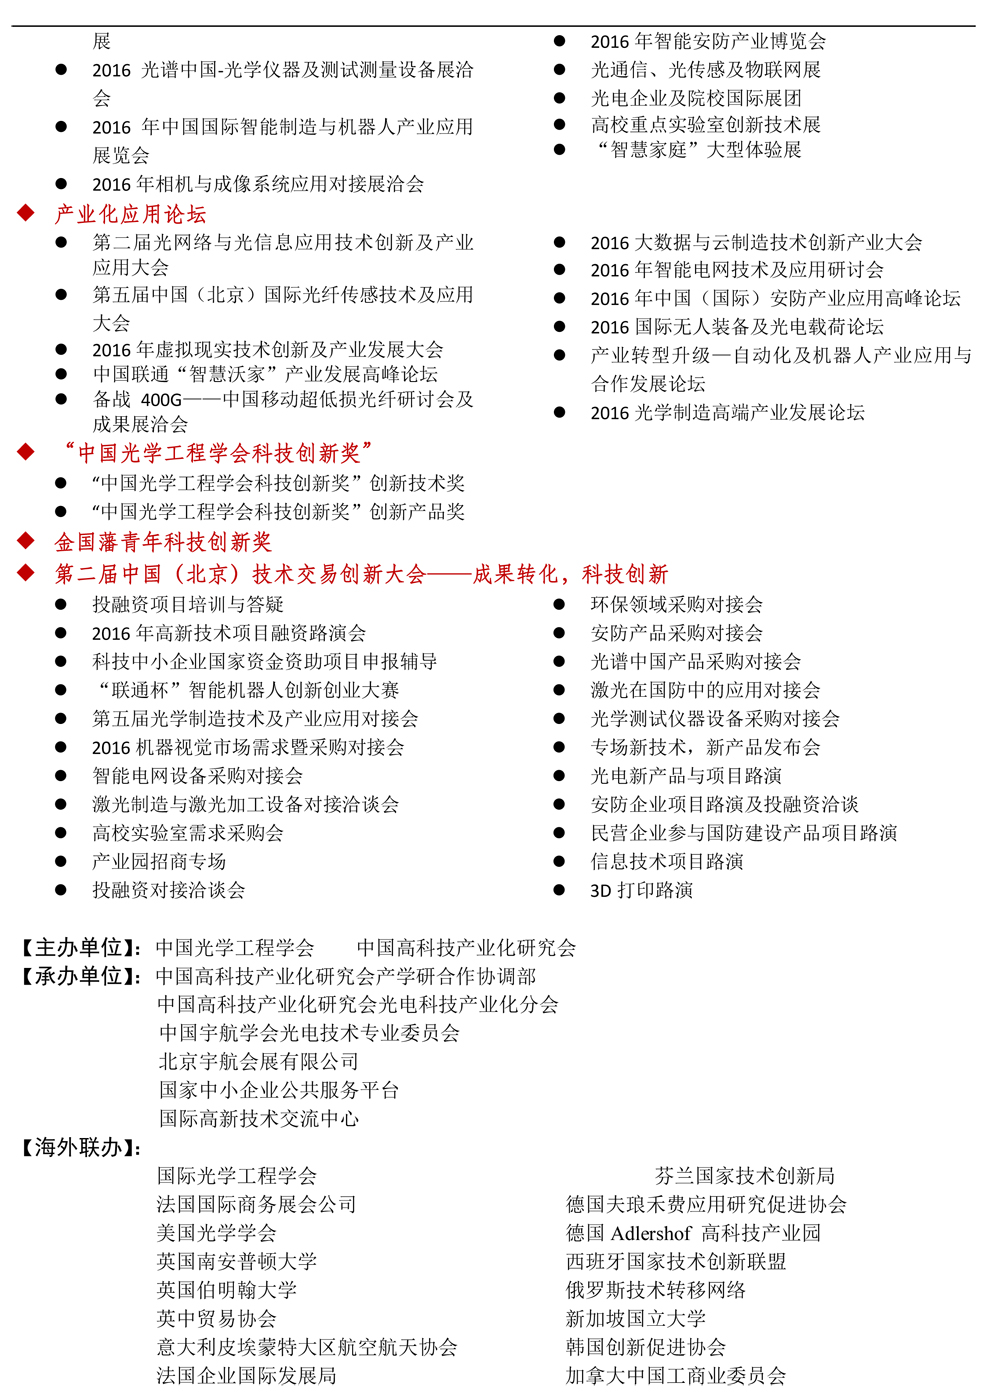 展
● 2016 光谱中国-光学仪器及测试测量设备展洽
会
● 2016 年中国国际智能制造与机器人产业应用
展览会
● 2016 年相机与成像系统应用对接展洽会
● 2016 年智能安防产业博览会
● 光通信、光传感及物联网展
● 光电企业及院校国际展团
● 高校重点实验室创新技术展
● “智慧家庭”大型体验展
◆ 产业化应用论坛
● 第二届光网络与光信息应用技术创新及产业
应用大会
● 第五届中国（北京）国际光纤传感技术及应用
大会
● 2016 年虚拟现实技术创新及产业发展大会
● 中国联通“智慧沃家”产业发展高峰论坛
● 备战 400G——中国移动超低损光纤研讨会及
成果展洽会
● 2016 大数据与云制造技术创新产业大会
● 2016 年智能电网技术及应用研讨会
● 2016 年中国（国际）安防产业应用高峰论坛
● 2016 国际无人装备及光电载荷论坛
● 产业转型升级—自动化及机器人产业应用与
合作发展论坛
● 2016 光学制造高端产业发展论坛
◆ “中国光学工程学会科技创新奖”
● “中国光学工程学会科技创新奖”创新技术奖
● “中国光学工程学会科技创新奖”创新产品奖
◆ 金国藩青年科技创新奖
◆ 第二届中国（北京）技术交易创新大会——成果转化，科技创新
● 投融资项目培训与答疑
● 2016 年高新技术项目融资路演会
● 科技中小企业国家资金资助项目申报辅导
● “联通杯”智能机器人创新创业大赛
● 第五届光学制造技术及产业应用对接会
● 2016 机器视觉市场需求暨采购对接会
● 智能电网设备采购对接会
● 激光制造与激光加工设备对接洽谈会
● 高校实验室需求采购会
● 产业园招商专场
● 投融资对接洽谈会
● 环保领域采购对接会
● 安防产品采购对接会
● 光谱中国产品采购对接会
● 激光在国防中的应用对接会
● 光学测试仪器设备采购对接会
● 专场新技术，新产品发布会
● 光电新产品与项目路演
● 安防企业项目路演及投融资洽谈
● 民营企业参与国防建设产品项目路演
● 信息技术项目路演
● 3D 打印路演
【主办单位】：中国光学工程学会 中国高科技产业化研究会
【承办单位】：中国高科技产业化研究会产学研合作协调部
中国高科技产业化研究会光电科技产业化分会
中国宇航学会光电技术专业委员会
北京宇航会展有限公司
国家中小企业公共服务平台
国际高新技术交流中心
【海外联办】：
国际光学工程学会 芬兰国家技术创新局
法国国际商务展会公司 德国夫琅禾费应用研究促进协会
美国光学学会 德国 Adlershof 高科技产业园
英国南安普顿大学 西班牙国家技术创新联盟
英国伯明翰大学 俄罗斯技术转移网络
英中贸易协会 新加坡国立大学
意大利皮埃蒙特大区航空航天协会 韩国创新促进协会
法国企业国际发展局 加拿大中国工商业委员会